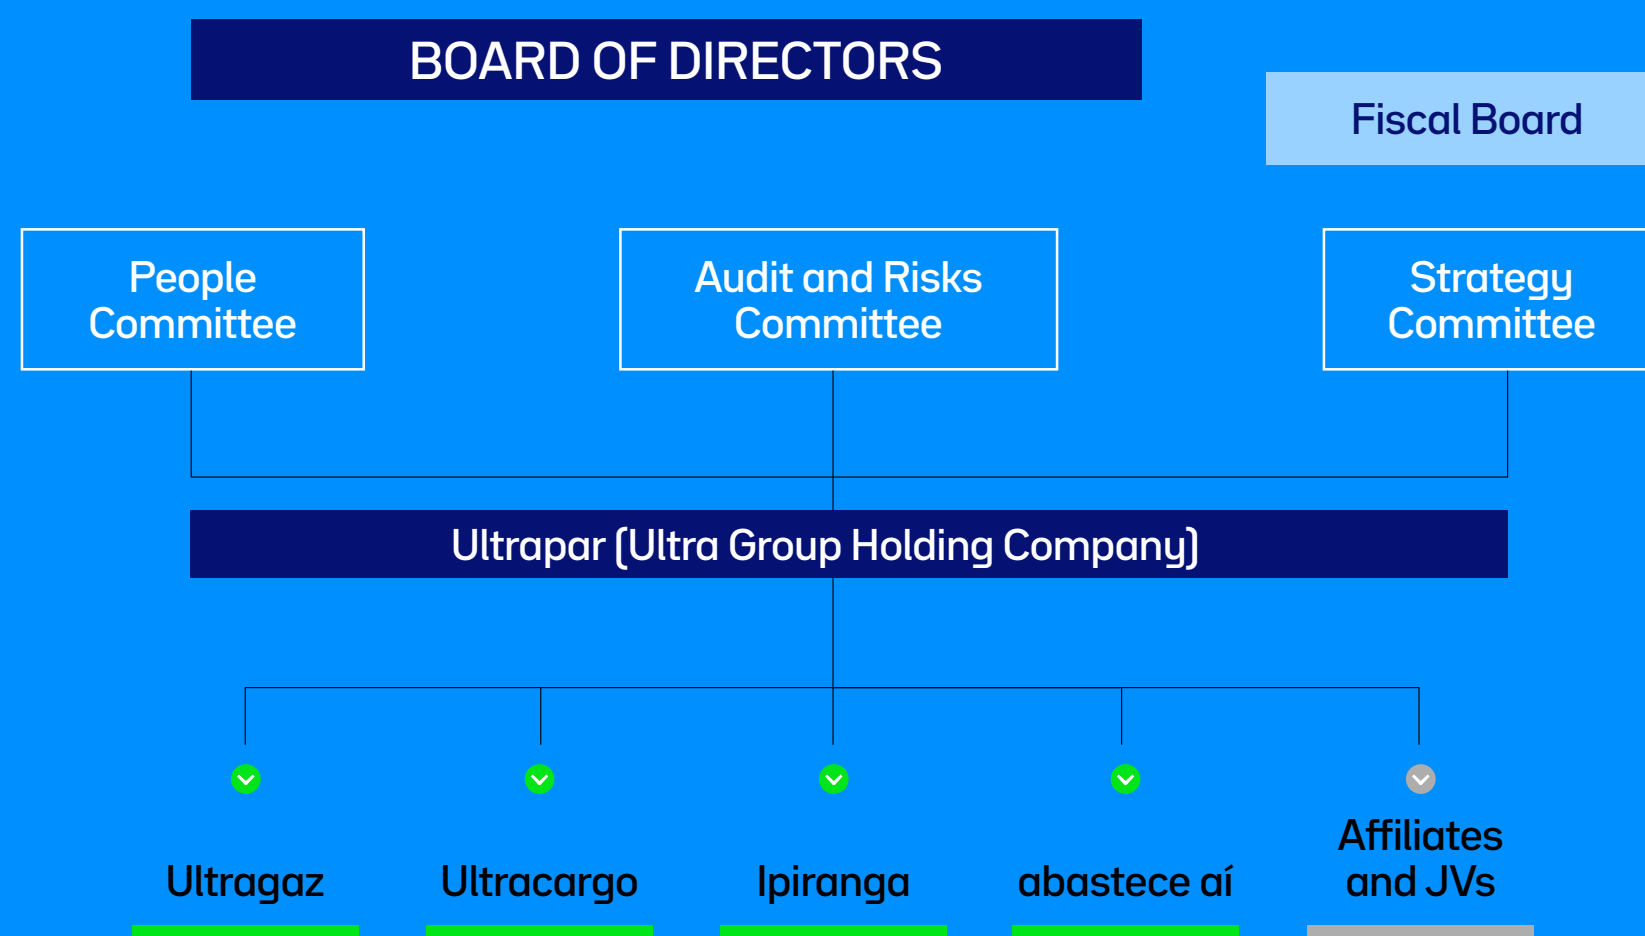 BOARD OF DIRECTORS
Fiscal Board
People
Committee
Audit and Risks
Committee
Strategy
Committee
Ultrapar (Ultra Group Holding Company)
Ultragaz
Ultracargo
Ipiranga
abastece aí
Affiliates
and JVs